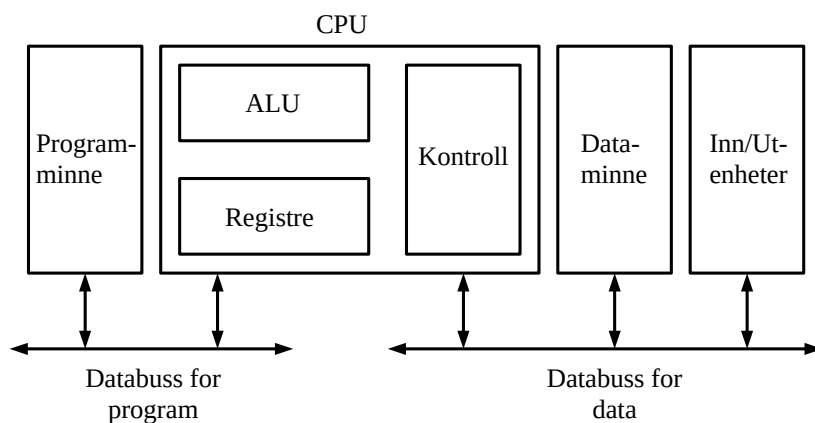 CPU
Program-
minne
ALU
Registre
Kontroll
Data-
minne
Inn/Ut-
enheter
Databuss for
program
Databuss for
data